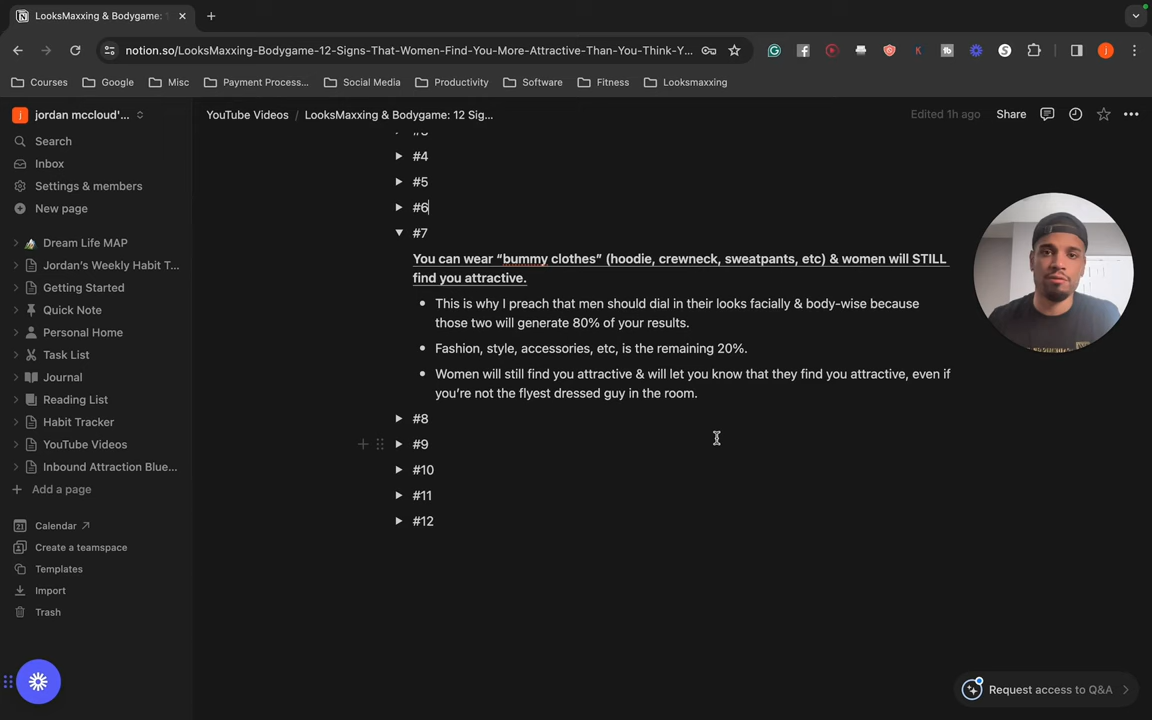 LooksMaxxing & Bodygame:
notion.so/LooksMaxxing-Bodygame-12-Signs-That-Women-Find-You-More-Attractive-Than-You-Think-Y...
Courses
Google
Misc
Payment Process...
Social Media
Productivity
Software
Fitness
Looksmaxxing
jordan mccloud'...
YouTube Videos / LooksMaxxing & Bodygame: 12 Sig...
Edited 1h ago
Share
Search
Inbox
Settings & members
New page
Dream Life MAP
Jordan's Weekly Habit T...
Getting Started
Quick Note
Personal Home
Task List
Journal
Reading List
Habit Tracker
YouTube Videos
Inbound Attraction Blue...
Add a page
Calendar
Create a teamspace
Templates
Import
Trash
#4
#5
#6
#7
You can wear “bummy clothes” (hoodie, crewneck, sweatpants, etc) & women will STILL
find you attractive.
• This is why I preach that men should dial in their looks facially & body-wise because
those two will generate 80% of your results.
• Fashion, style, accessories, etc, is the remaining 20%.
• Women will still find you attractive & will let you know that they find you attractive, even if
you're not the flyest dressed guy in the room.
#8
#9
#10
#11
#12
Request access to Q&A